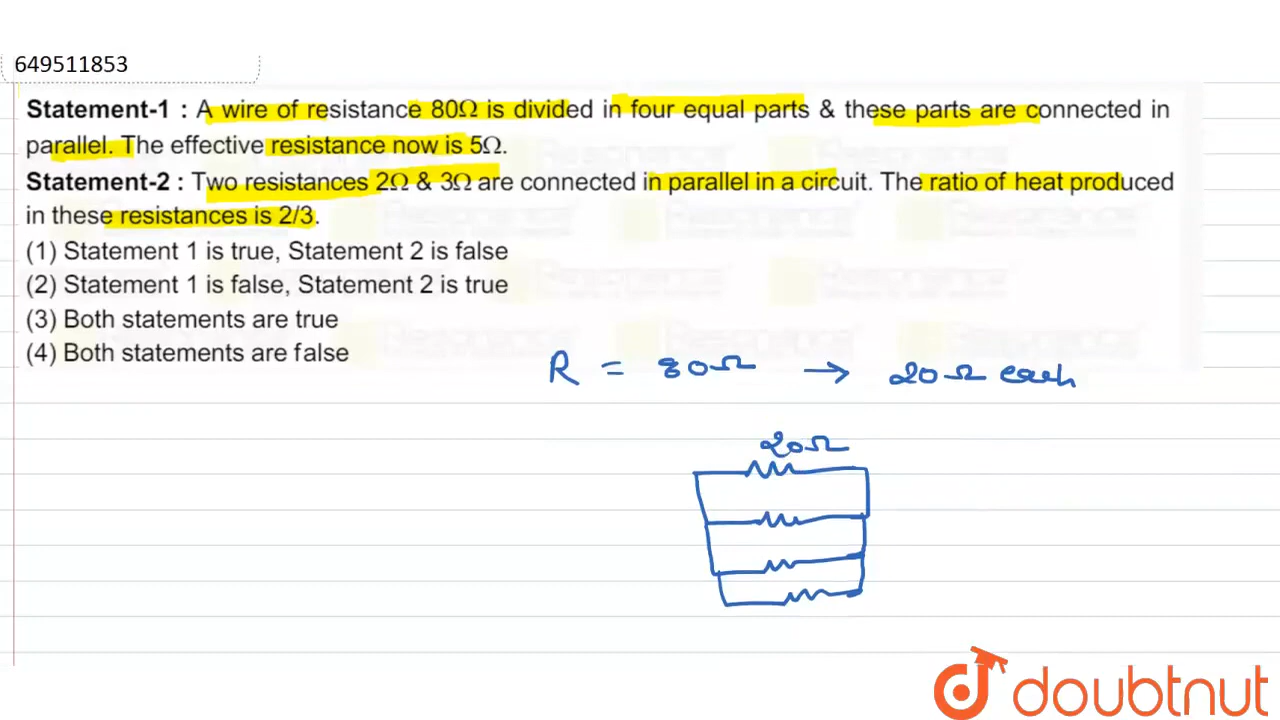 649511853
Statement-1 : A wire of resistance 80Ω is divided in four equal parts & these parts are connected in
parallel. The effective resistance now is 5Ω.
Statement-2 : Two resistances 2Ω & 3Ω are connected in parallel in a circuit. The ratio of heat produced
in these resistances is 2/3.
(1) Statement 1 is true, Statement 2 is false
(2) Statement 1 is false, Statement 2 is true
(3) Both statements are true
(4) Both statements are false
R = 80Ω → 20Ω each
20Ω
doubtnut